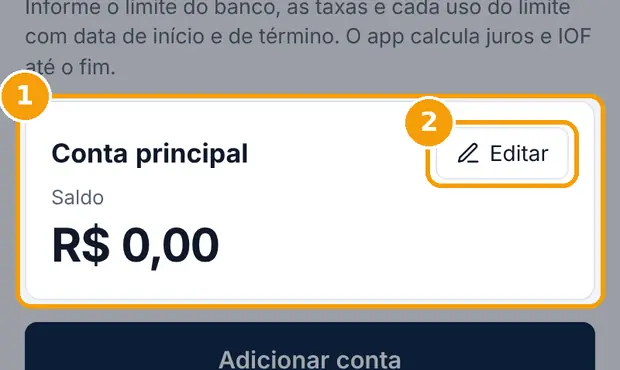 Informe o limite do banco, as taxas e cada uso do limite
com data de início e de término. O app calcula juros e IOF
até o fim.
1
2
Conta principal
Editar
Saldo
R$ 0,00
Adicionar conta